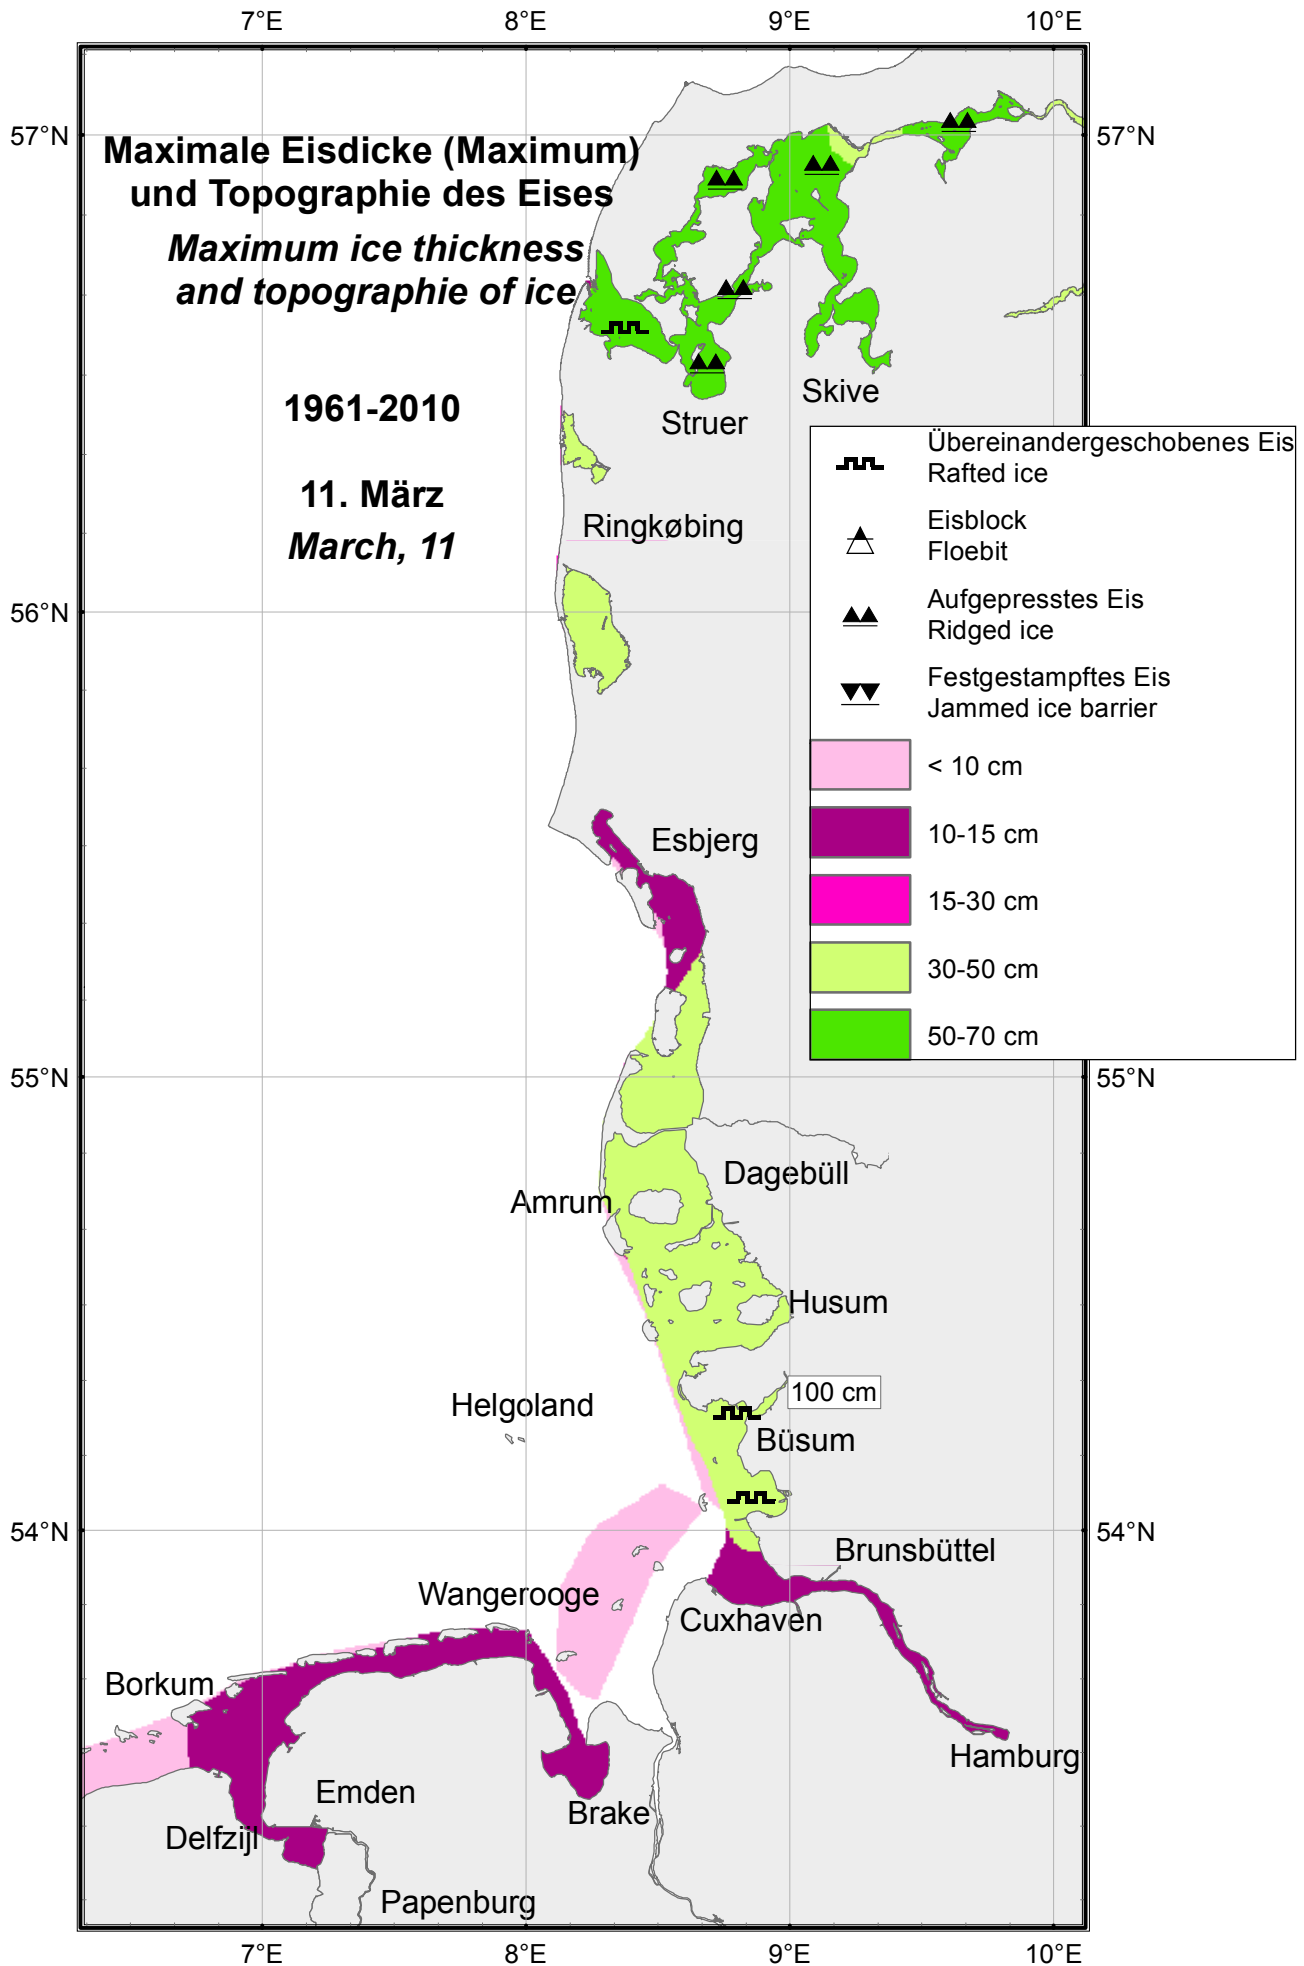 7°E 8°E 9°E 10°E
57°N 57°N
Maximale Eisdicke (Maximum)
und Topographie des Eises
Maximum ice thickness
and topographie of ice
1961-2010
11. März
March, 11
Skive
Struer
Ringkøbing
Übereinandergeschobenes Eis
Rafted ice
Eisblock
Floebit
Aufgepresstes Eis
Ridged ice
Festgestampftes Eis
Jammed ice barrier
< 10 cm
10-15 cm
15-30 cm
30-50 cm
50-70 cm
56°N
Esbjerg
55°N 55°N
Dagebüll
Amrum
Husum
100 cm
Helgoland
Büsum
54°N 54°N
Brunsbüttel
Wangerooge
Cuxhaven
Borkum
Hamburg
Emden
Brake
Delfzijl
Papenburg
7°E 8°E 9°E 10°E